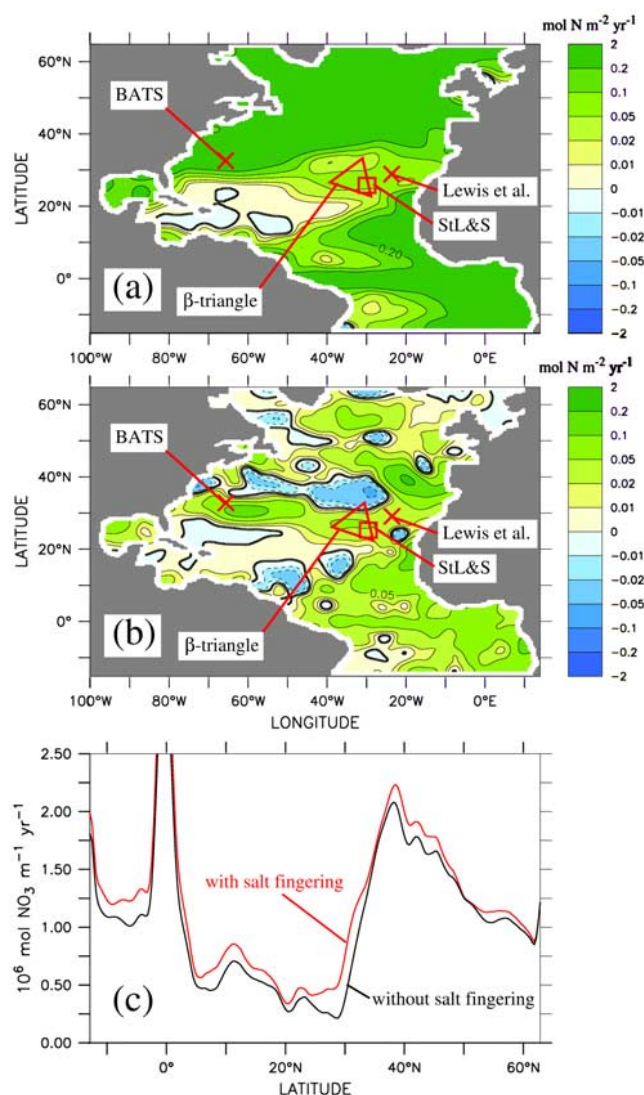 mol N m⁻² yr⁻¹
60°N
40°N
20°N
0°
LATITUDE
BATS
Lewis et al.
StL&S
β-triangle
0.20
(a)
100°W 80°W 60°W 40°W 20°W 0°E
2
0.2
0.1
0.05
0.02
0.01
0
−0.01
−0.02
−0.05
−0.1
−0.2
−2
mol N m⁻² yr⁻¹
60°N
40°N
20°N
0°
LATITUDE
BATS
Lewis et al.
StL&S
β-triangle
0.05
(b)
100°W 80°W 60°W 40°W 20°W 0°E
LONGITUDE
2
0.2
0.1
0.05
0.02
0.01
0
−0.01
−0.02
−0.05
−0.1
−0.2
−2
2.50
2.00
1.50
1.00
0.50
0.00
10⁶ mol NO₃ m⁻¹ yr⁻¹
with salt fingering
without salt fingering
(c)
0° 20°N 40°N 60°N
LATITUDE